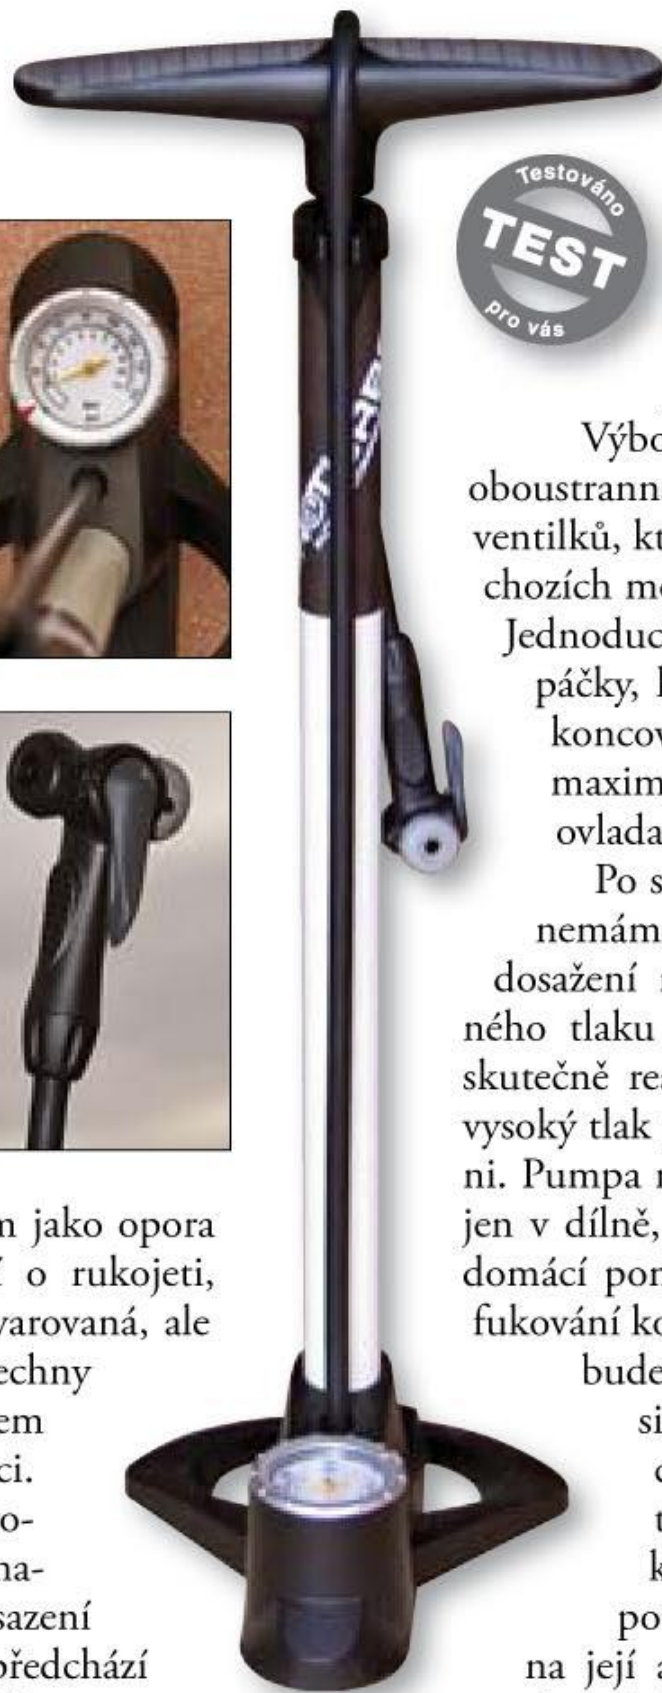 Testováno
TEST
pro vás
m jako opora
í o rukojeti,
varovaná, ale
echny
em
ci.
o-
na-
sazení
předchází
Výbo
oboustrann
ventilků, kt
chozích mo
Jednoduc
páčky,
koncov
maxim
ovlada
Po s
nemám
dosažení
ného tlaku
skutečně re
vysoký tlak
ni. Pumpa
jen v dílně,
domácí po
fukování ko
bude
si
t
k
po
na její a